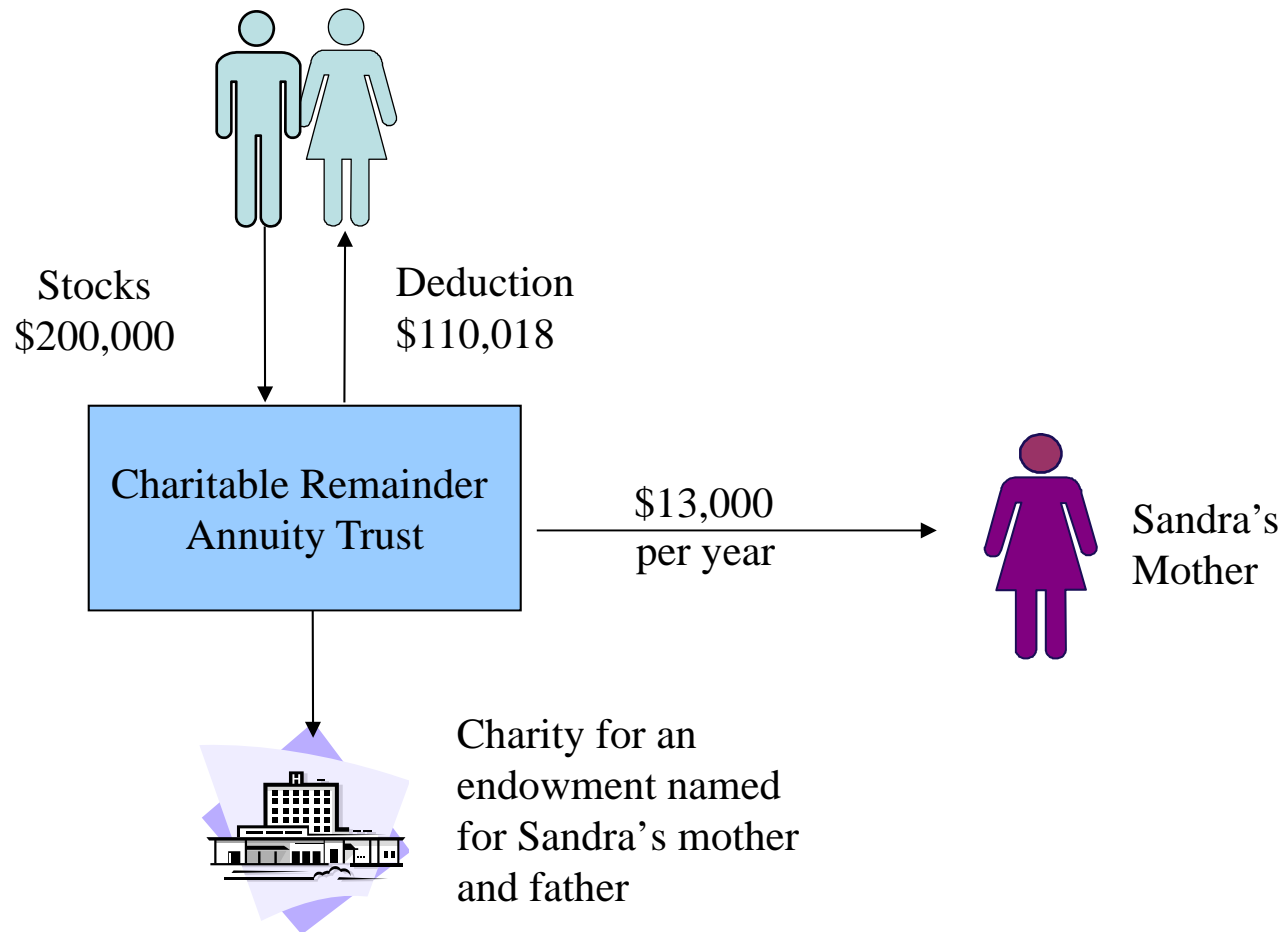 Stocks
$200,000
Deduction
$110,018
Charitable Remainder
Annuity Trust
$13,000
per year
Sandra’s
Mother
Charity for an
endowment named
for Sandra’s mother
and father